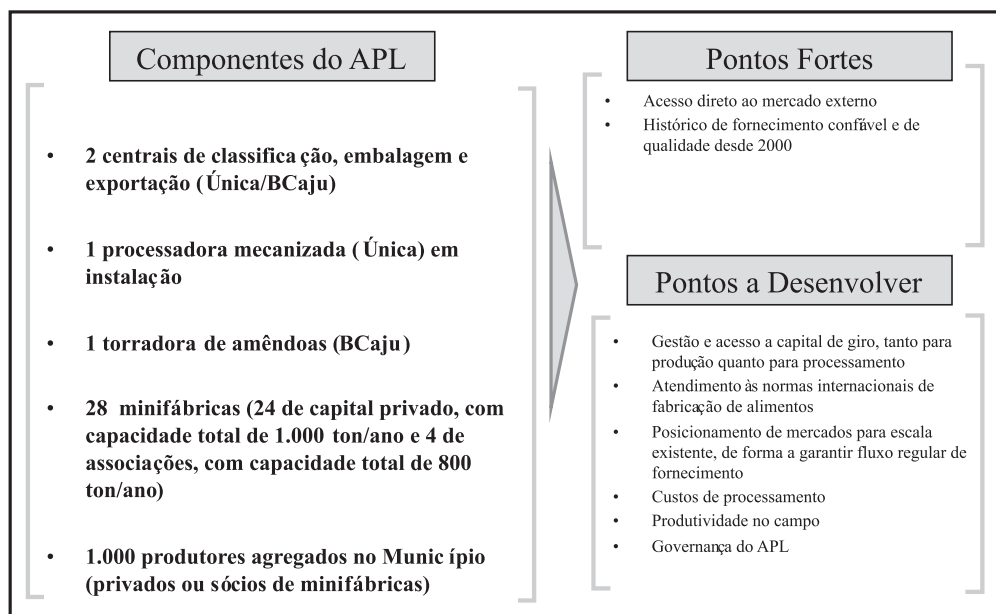 Componentes do APL
• 2 centrais de classifica ção, embalagem e
exportação (Única/BCaju)
• 1 processadora mecanizada ( Única) em
instalação
• 1 torradora de amêndoas (BCaju)
• 28 minifábricas (24 de capital privado, com
capacidade total de 1.000 ton/ano e 4 de
associações, com capacidade total de 800
ton/ano)
• 1.000 produtores agregados no Munic ípio
(privados ou sócios de minifábricas)
Pontos Fortes
• Acesso direto ao mercado externo
• Histórico de fornecimento confiável e de
qualidade desde 2000
Pontos a Desenvolver
• Gestão e acesso a capital de giro, tanto para
produção quanto para processamento
• Atendimento às normas internacionais de
fabricação de alimentos
• Posicionamento de mercados para escala
existente, de forma a garantir fluxo regular de
fornecimento
• Custos de processamento
• Produtividade no campo
• Governança do APL